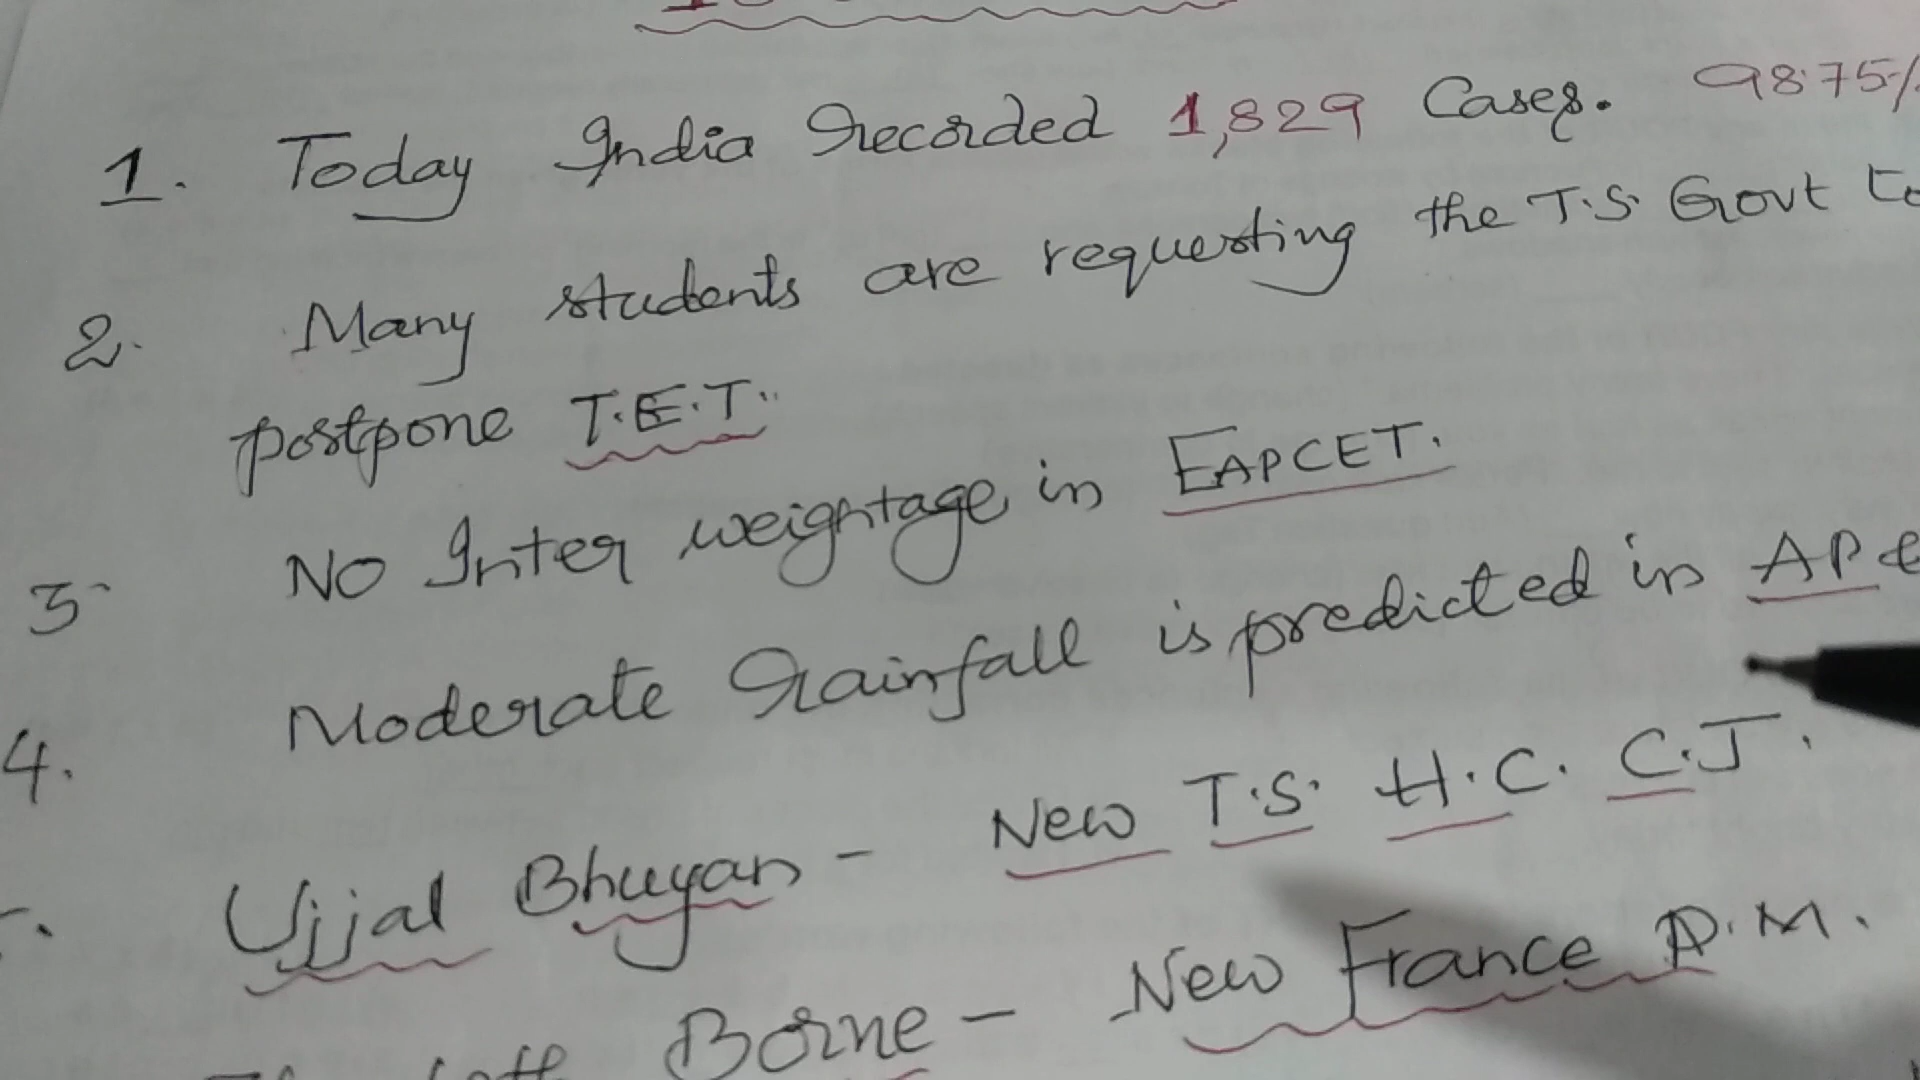 1. Today India recorded 1,829 Cases. 98.75%
2. Many students are requesting the T.S. Govt to
postpone T.E.T.
3 No Inter weightage in EAPCET.
4. Moderate rainfall is predicted in AP &
Ujjal Bhuyan - New T.S. H.C. C.J.
Borne - New France P.M.